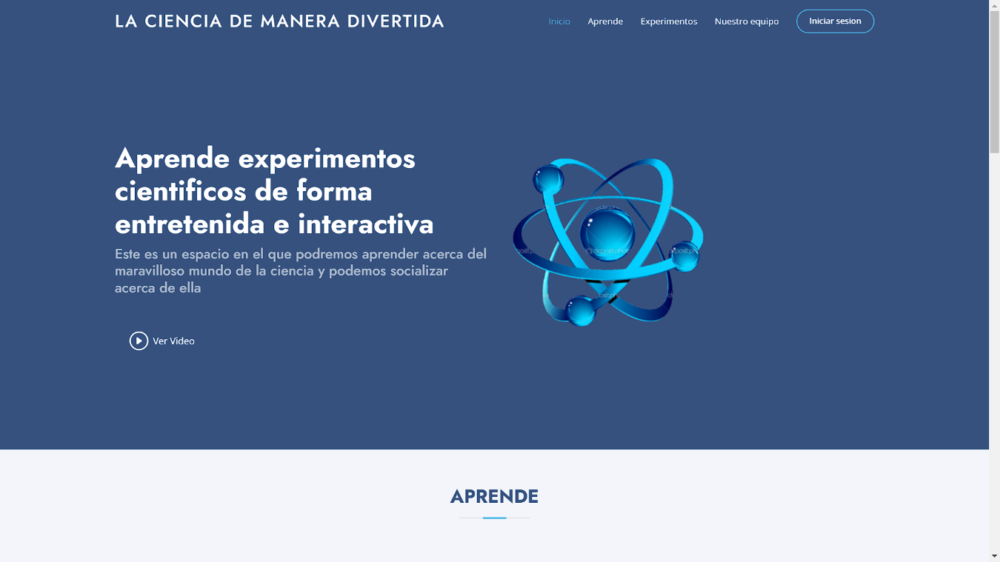 LA CIENCIA DE MANERA DIVERTIDA
Inicio Aprende Experimentos Nuestro equipo Iniciar sesion
Aprende experimentos
cientificos de forma
entretenida e interactiva
Este es un espacio en el que podremos aprender acerca del
maravilloso mundo de la ciencia y podemos socializar
acerca de ella
Ver Video
APRENDE